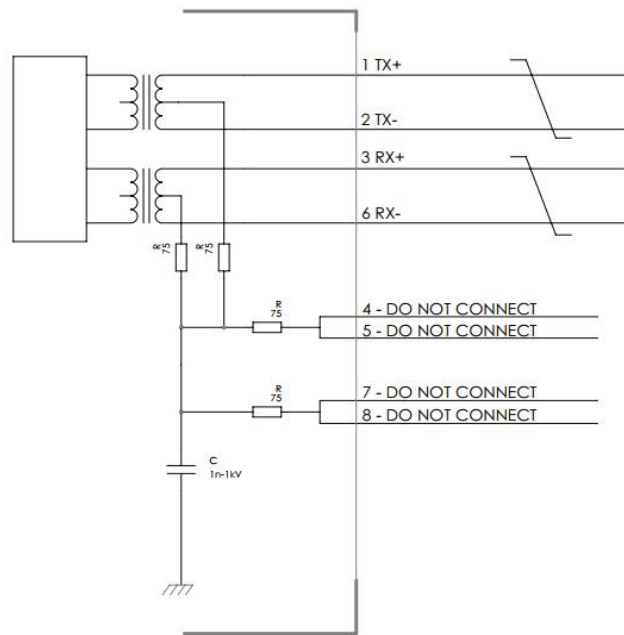 1 TX+
2 TX-
3 RX+
6 RX-
R
75
R
75
R
75
4 - DO NOT CONNECT
5 - DO NOT CONNECT
R
75
7 - DO NOT CONNECT
8 - DO NOT CONNECT
C
1n-1kV